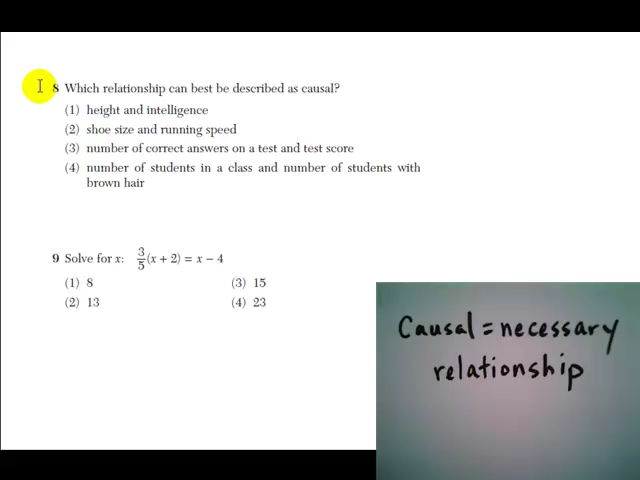 8 Which relationship can best be described as causal?
(1) height and intelligence
(2) shoe size and running speed
(3) number of correct answers on a test and test score
(4) number of students in a class and number of students with
brown hair
9 Solve for x: 3/5(x + 2) = x − 4
(1) 8
(2) 13
(3) 15
(4) 23
Causal = necessary
relationship